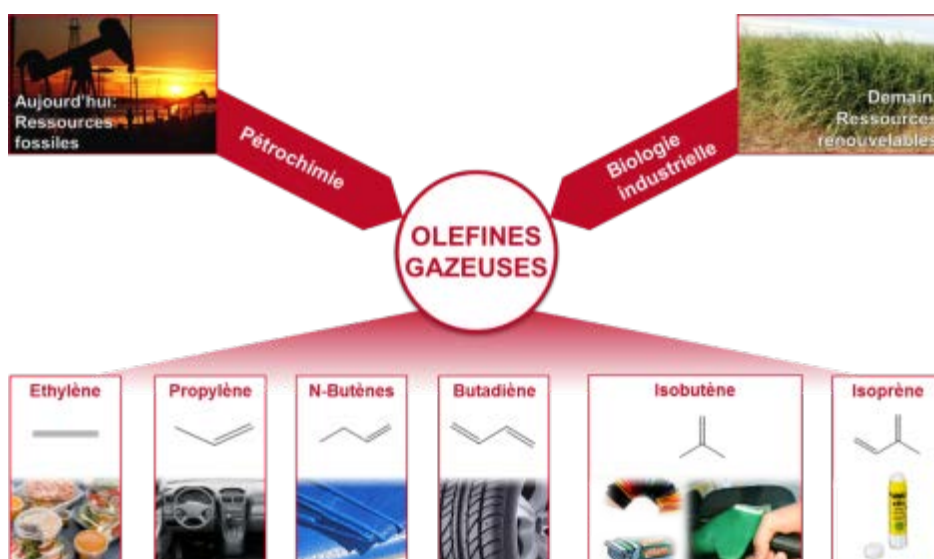 Aujourd'hui:
Ressources
fossiles
Demain:
Ressources
renouvelables
Pétrochimie
Biologie
industrielle
OLEFINES
GAZEUSES
Ethylène
Propylène
N-Butènes
Butadiène
Isobutène
Isoprène